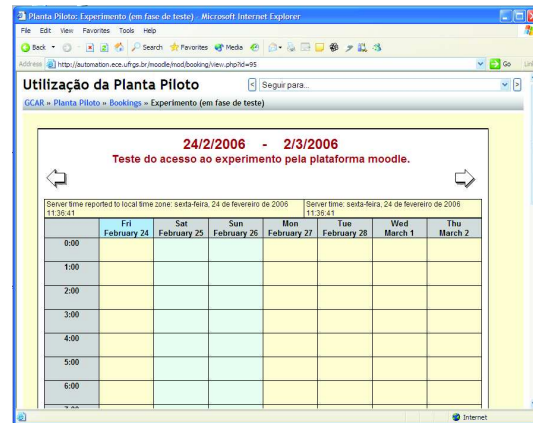 Planta Piloto: Experimento (em fase de teste) - Microsoft Internet Explorer
File Edit View Favorites Tools Help
Back Search Favorites Media
Address http://automation.ece.ufrgs.br/moodle/mod/booking/view.php?id=95 Go
Utilização da Planta Piloto < Seguir para... >
GCAR » Planta Piloto » Bookings » Experimento (em fase de teste)
24/2/2006 - 2/3/2006
Teste do acesso ao experimento pela plataforma moodle.
Server time reported to local time zone: sexta-feira, 24 de fevereiro de 2006 Server time: sexta-feira, 24 de fevereiro de 2006
11:36:41 11:36:41
Fri Sat Sun Mon Tue Wed Thu
February 24 February 25 February 26 February 27 February 28 March 1 March 2
0:00
1:00
2:00
3:00
4:00
5:00
6:00
Internet